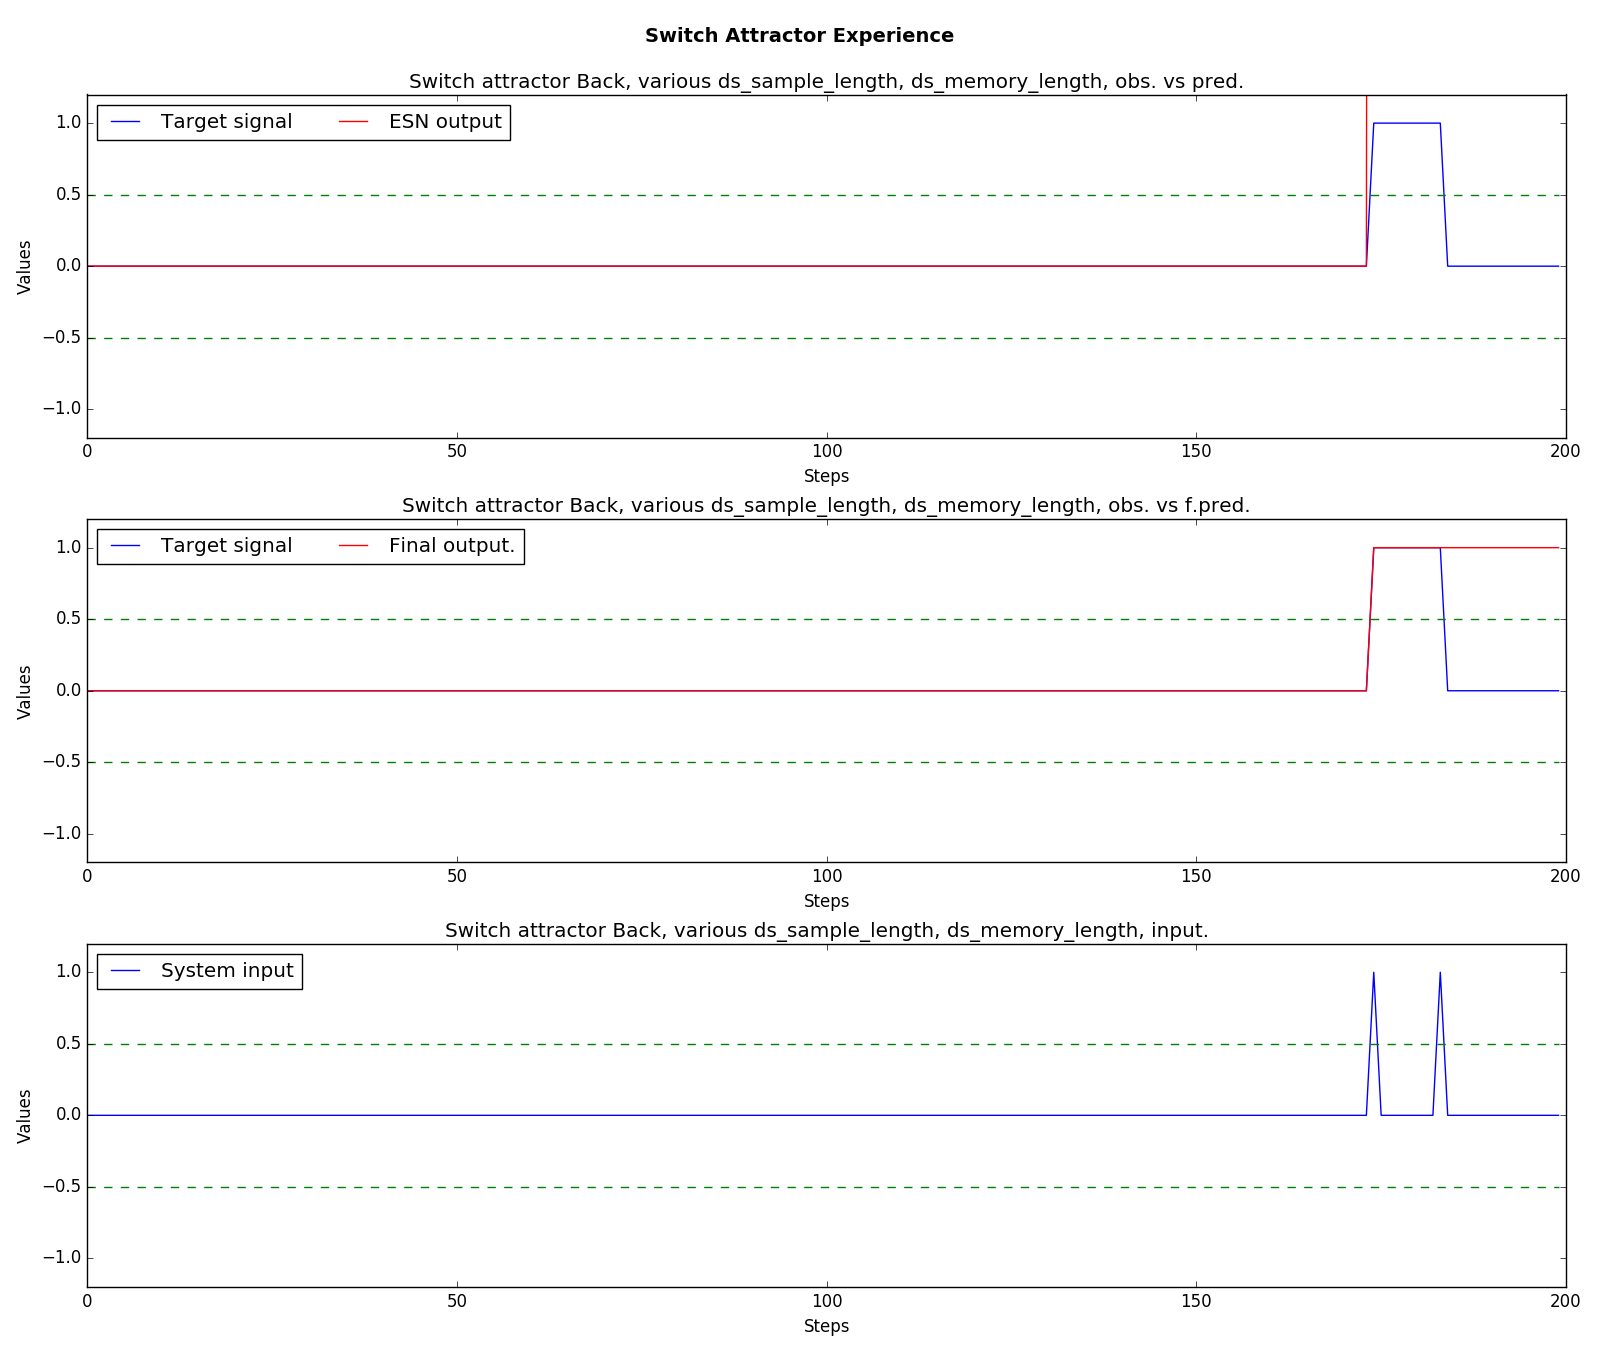 Switch Attractor Experience
Switch attractor Back, various ds_sample_length, ds_memory_length, obs. vs pred.
Target signal ESN output
1.0
0.5
0.0
−0.5
−1.0
Values
0 50 100 150 200
Steps
Switch attractor Back, various ds_sample_length, ds_memory_length, obs. vs f.pred.
Target signal Final output.
1.0
0.5
0.0
−0.5
−1.0
Values
0 50 100 150 200
Steps
Switch attractor Back, various ds_sample_length, ds_memory_length, input.
System input
1.0
0.5
0.0
−0.5
−1.0
Values
0 50 100 150 200
Steps